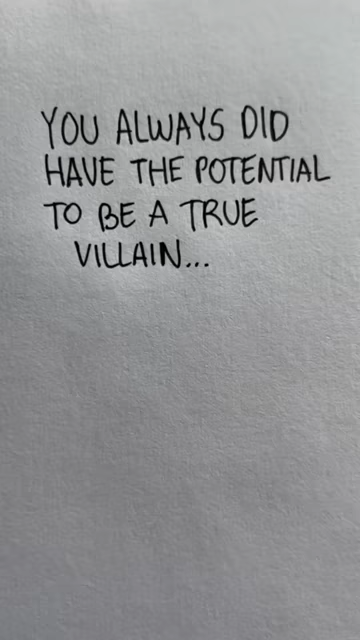 YOU ALWAYS DID
HAVE THE POTENTIAL
TO BE A TRUE
VILLAIN...